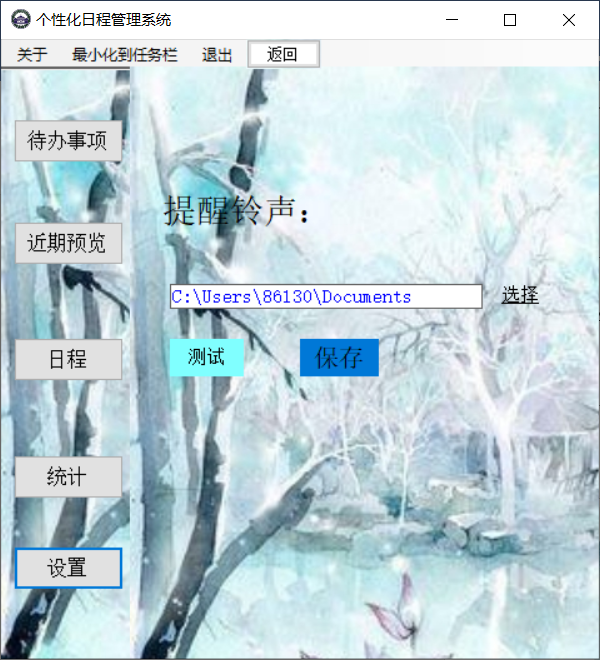 个性化日程管理系统
关于 最小化到任务栏 退出 返回
待办事项
近期预览
日程
统计
设置
提醒铃声：
C:\Users\86130\Documents 选择
测试 保存